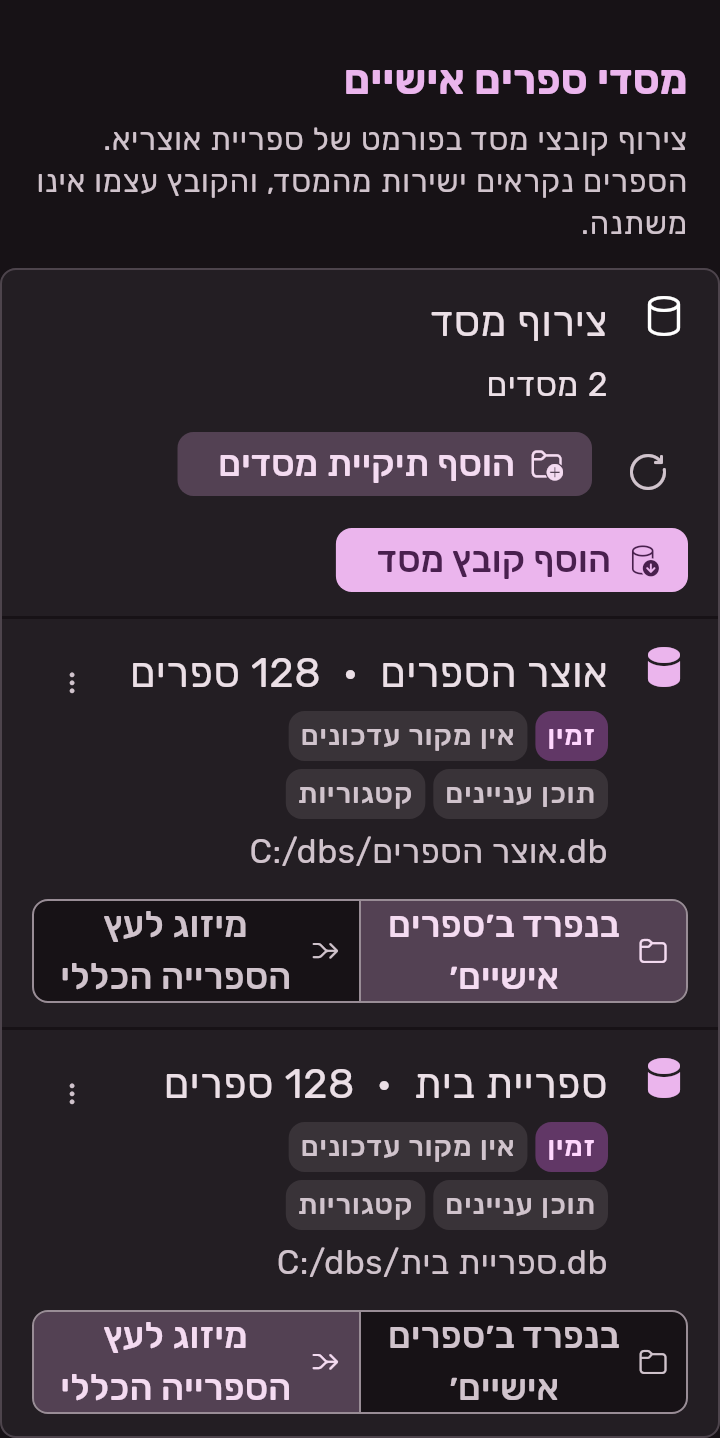 מסדי ספרים אישיים
צירוף קובצי מסד בפורמט של ספריית אוצריא.
הספרים נקראים ישירות מהמסד, והקובץ עצמו אינו
משתנה.
צירוף מסד
2 מסדים
הוסף תיקיית מסדים
הוסף קובץ מסד
אוצר הספרים • 128 ספרים
זמין
אין מקור עדכונים
תוכן עניינים
קטגוריות
C:/dbs/אוצר הספרים.db
בנפרד ב׳ספרים
אישיים׳
מיזוג לעץ
הספרייה הכללי
ספריית בית • 128 ספרים
זמין
אין מקור עדכונים
תוכן עניינים
קטגוריות
C:/dbs/ספריית בית.db
בנפרד ב׳ספרים
אישיים׳
מיזוג לעץ
הספרייה הכללי